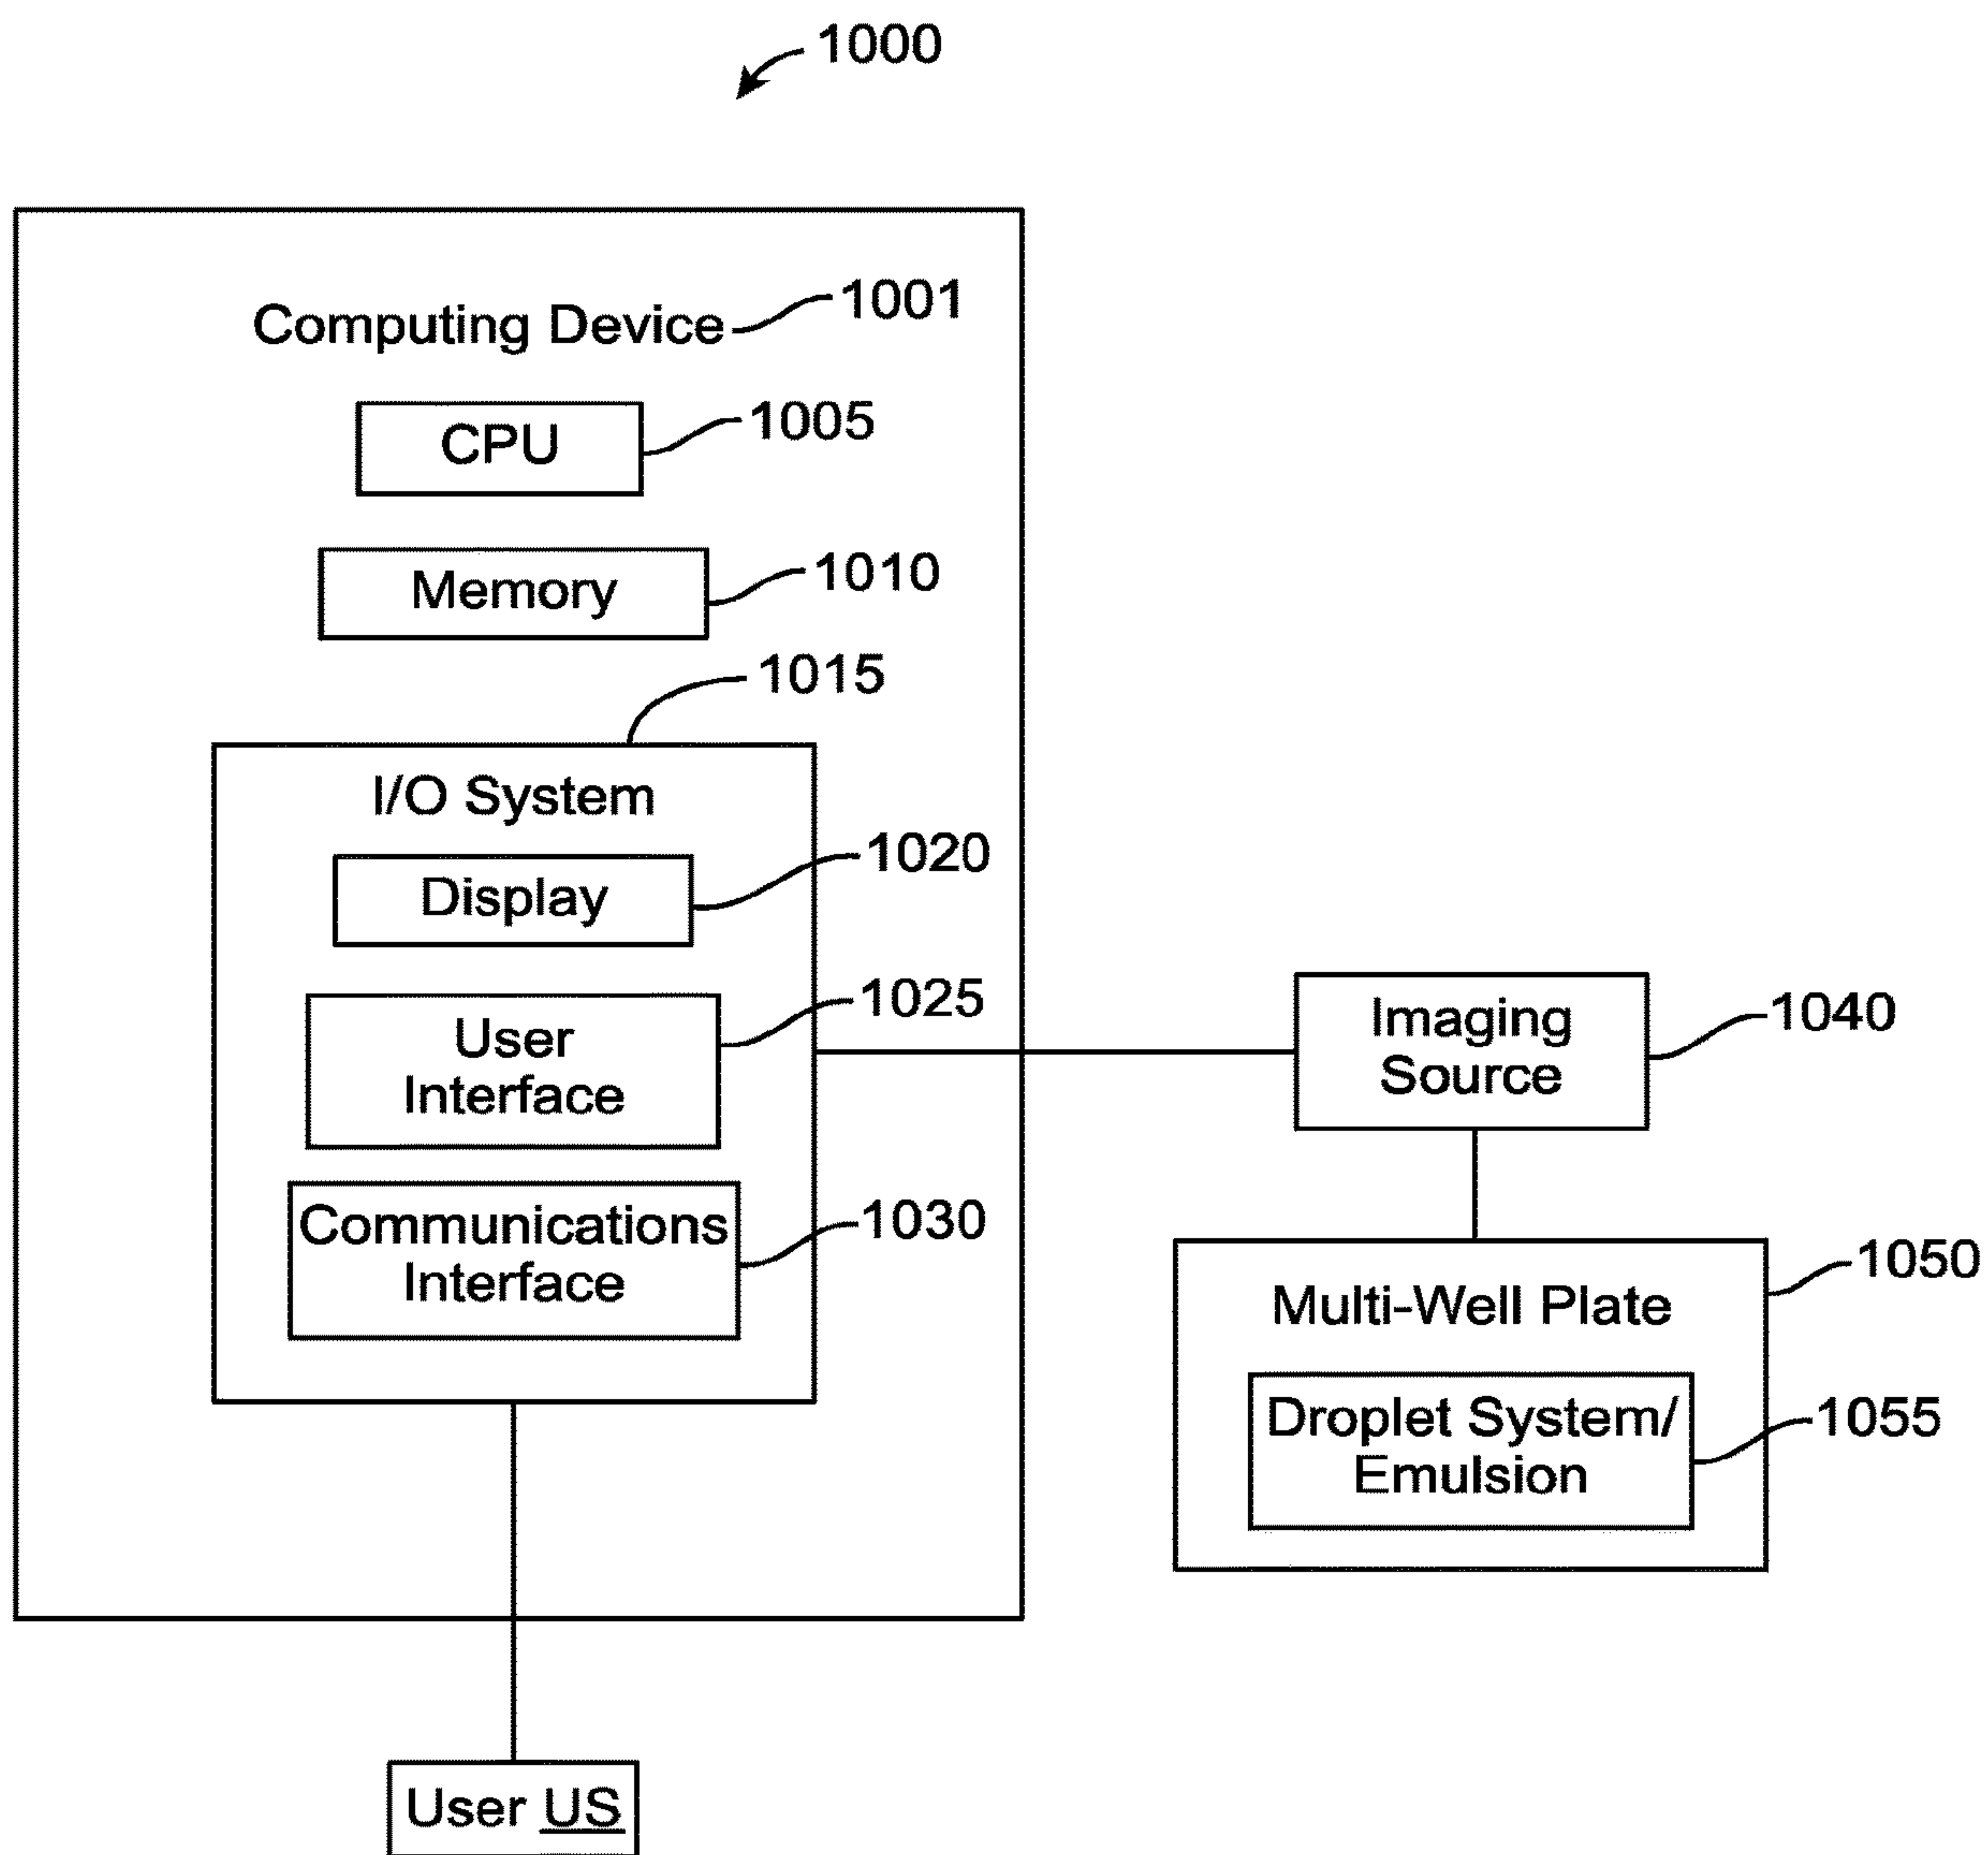 1000
Computing Device 1001
CPU 1005
Memory 1010
1015
I/O System
Display 1020
User
Interface
1025
Communications
Interface
1030
Imaging
Source
1040
Multi-Well Plate 1050
Droplet System/
Emulsion
1055
User US